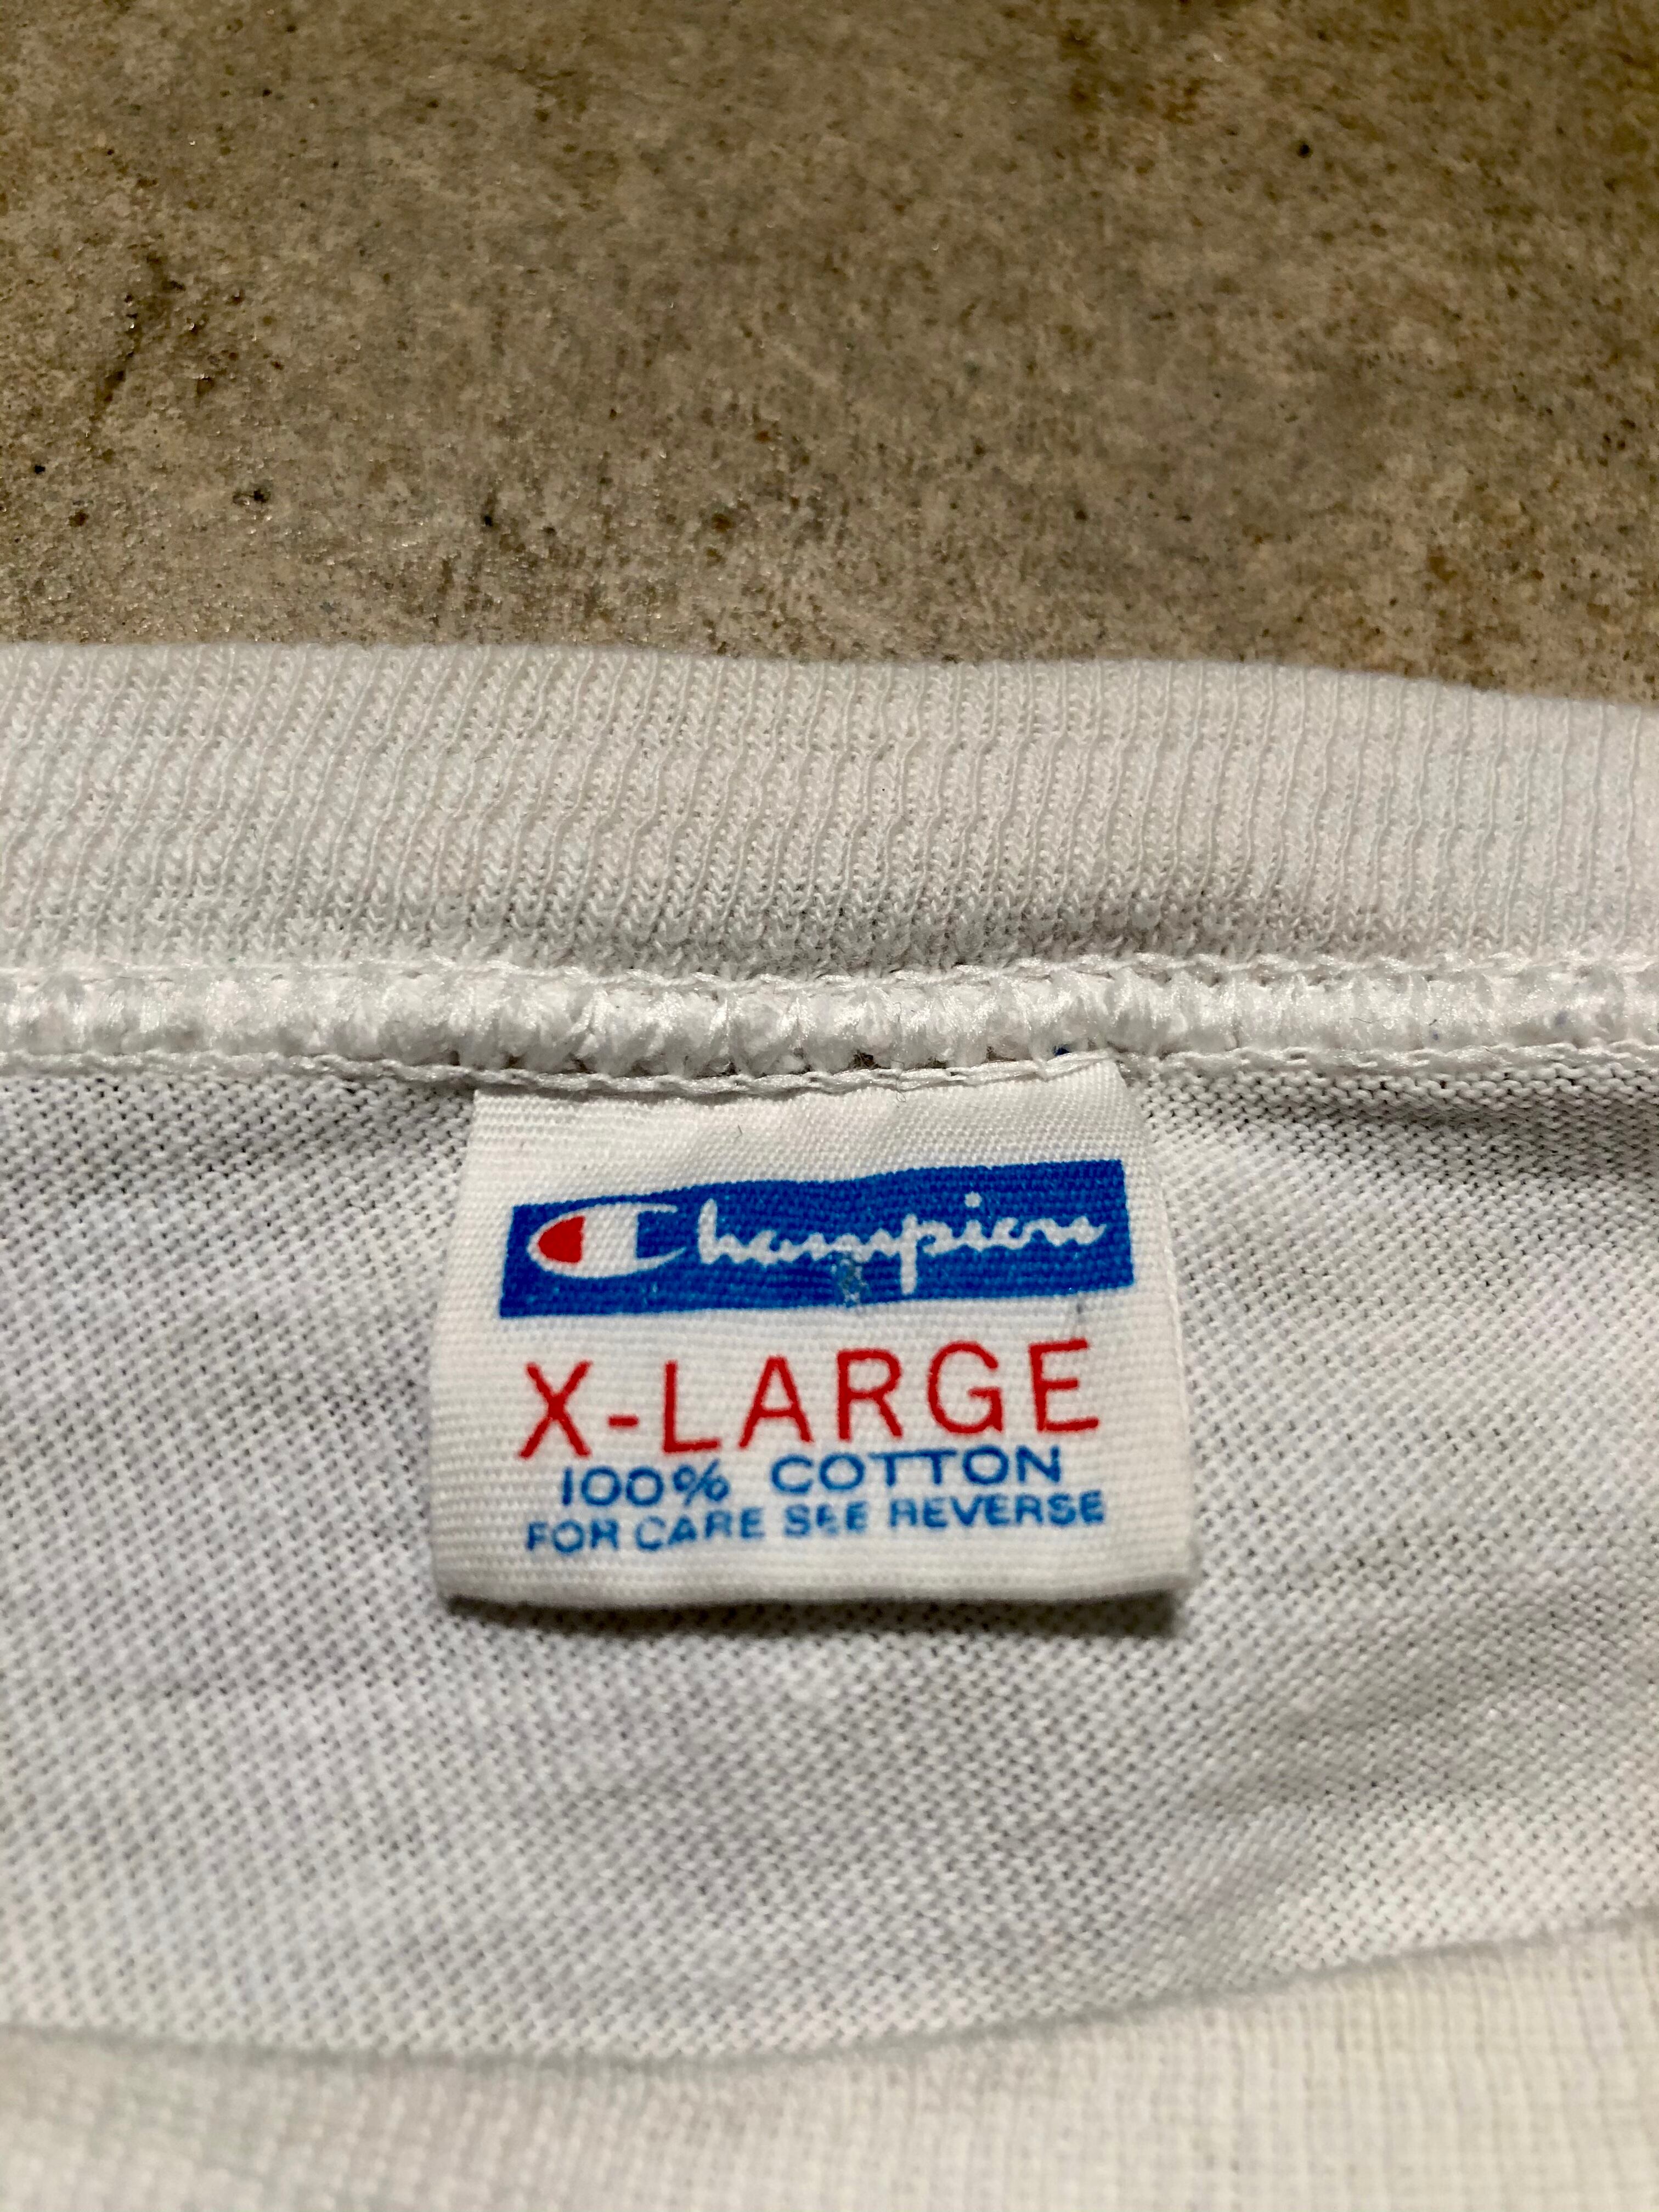 Champion
X-LARGE
100% COTTON
FOR CARE SEE REVERSE